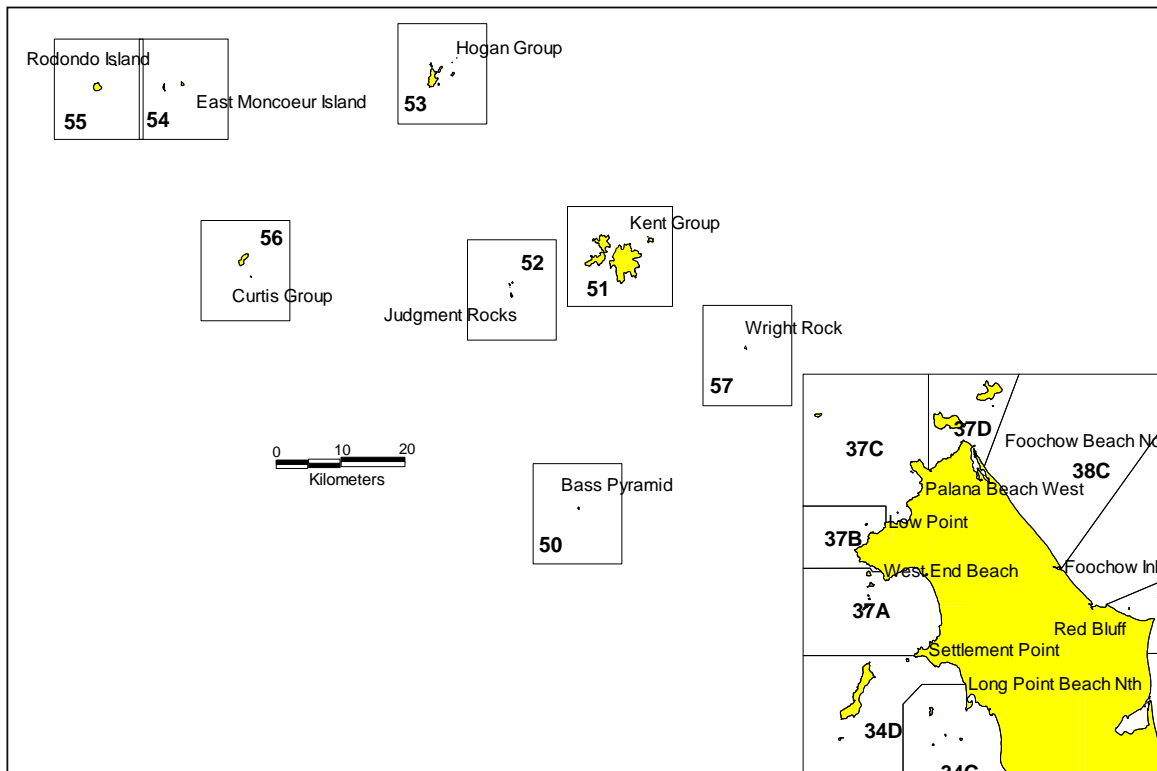 Hogan Group
Rodondo Island
East Moncoeur Island
53
55
54
Kent Group
56
52
51
Curtis Group
Judgment Rocks
Wright Rock
57
0 10 20
Kilometers
Bass Pyramid
50
37C
37D
Foochow Beach No
38C
Palana Beach West
Low Point
37B
West End Beach
Foochow Inl
37A
Red Bluff
Settlement Point
Long Point Beach Nth
34D
34C